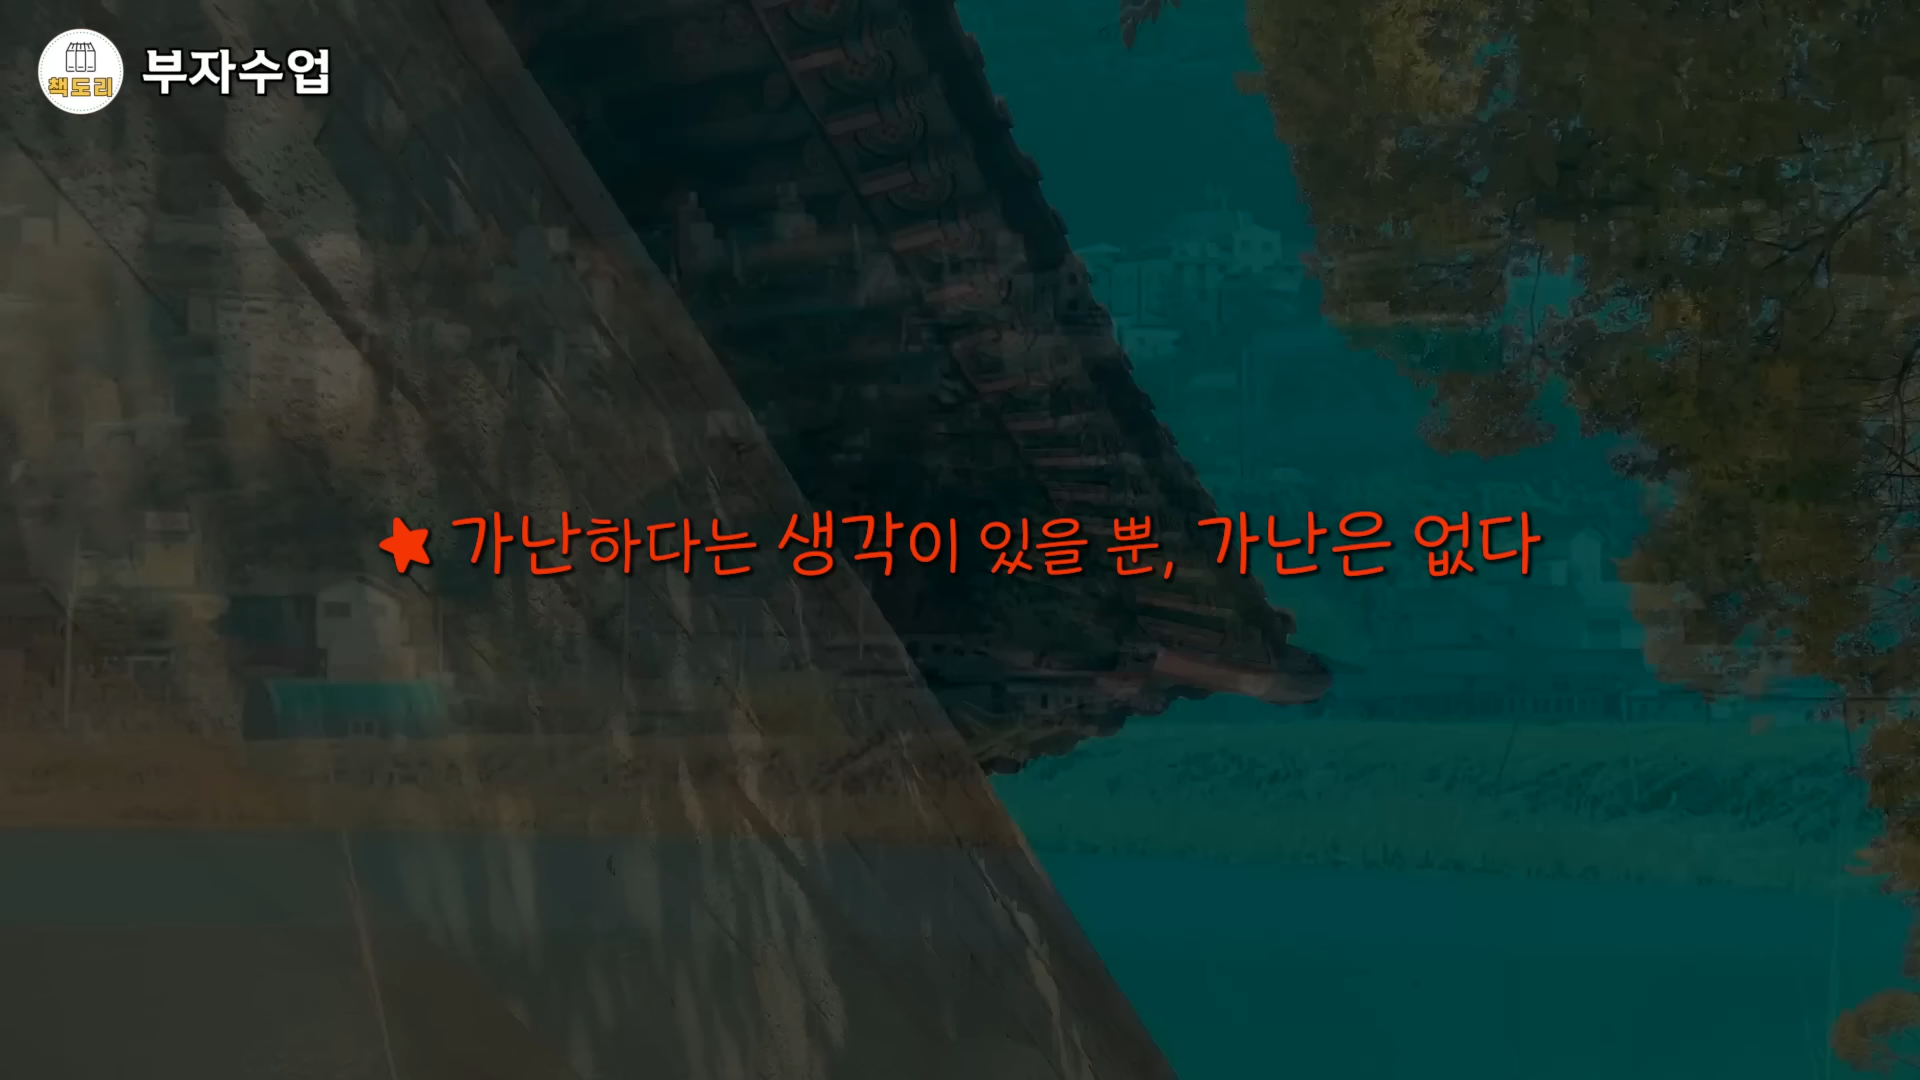 책도리
부자수업
★ 가난하다는 생각이 있을 뿐, 가난은 없다